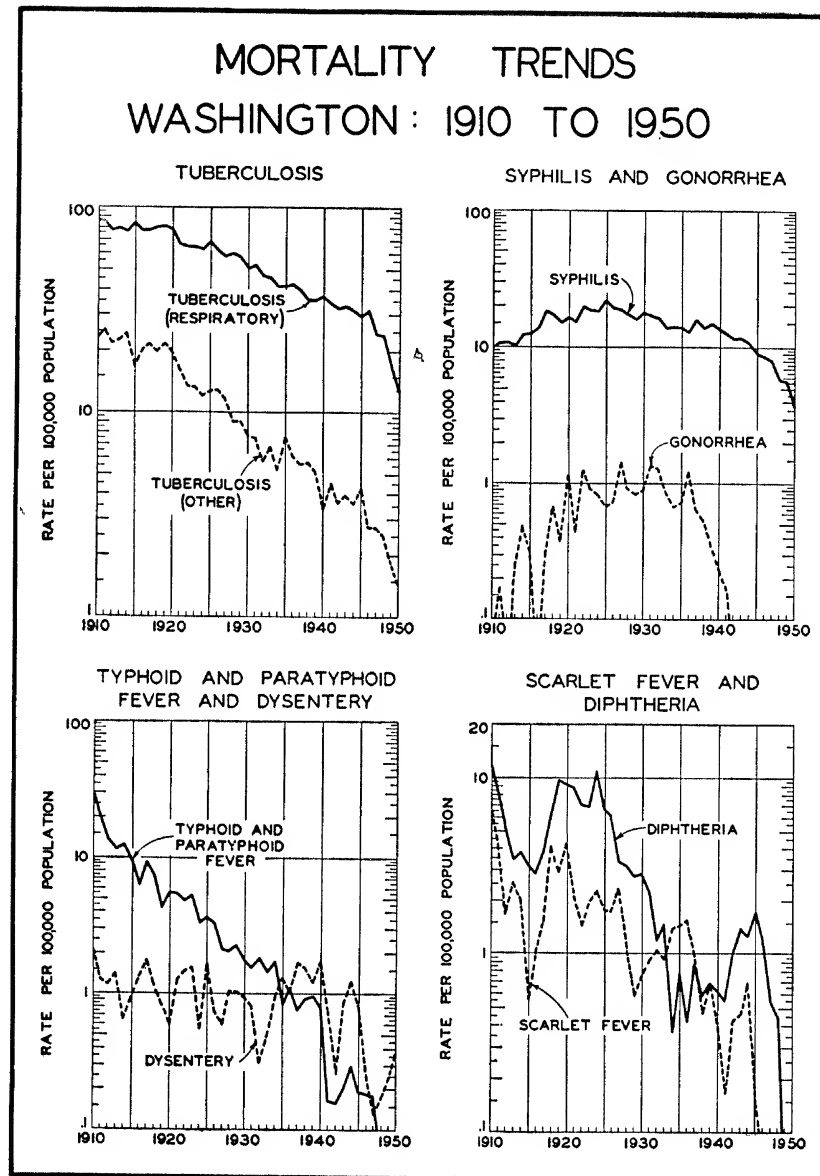 MORTALITY TRENDS
WASHINGTON: 1910 TO 1950
TUBERCULOSIS
RATE PER 100,000 POPULATION
100
10
1
TUBERCULOSIS
(RESPIRATORY)
TUBERCULOSIS
(OTHER)
1910 1920 1930 1940 1950
SYPHILIS AND GONORRHEA
RATE PER 100,000 POPULATION
100
10
1
.1
SYPHILIS
GONORRHEA
1910 1920 1930 1940 1950
TYPHOID AND PARATYPHOID
FEVER AND DYSENTERY
RATE PER 100,000 POPULATION
100
10
1
.1
TYPHOID AND
PARATYPHOID
FEVER
DYSENTERY
1910 1920 1930 1940 1950
SCARLET FEVER AND
DIPHTHERIA
RATE PER 100,000 POPULATION
20
10
1
.1
DIPHTHERIA
SCARLET FEVER
1910 1920 1930 1940 1950